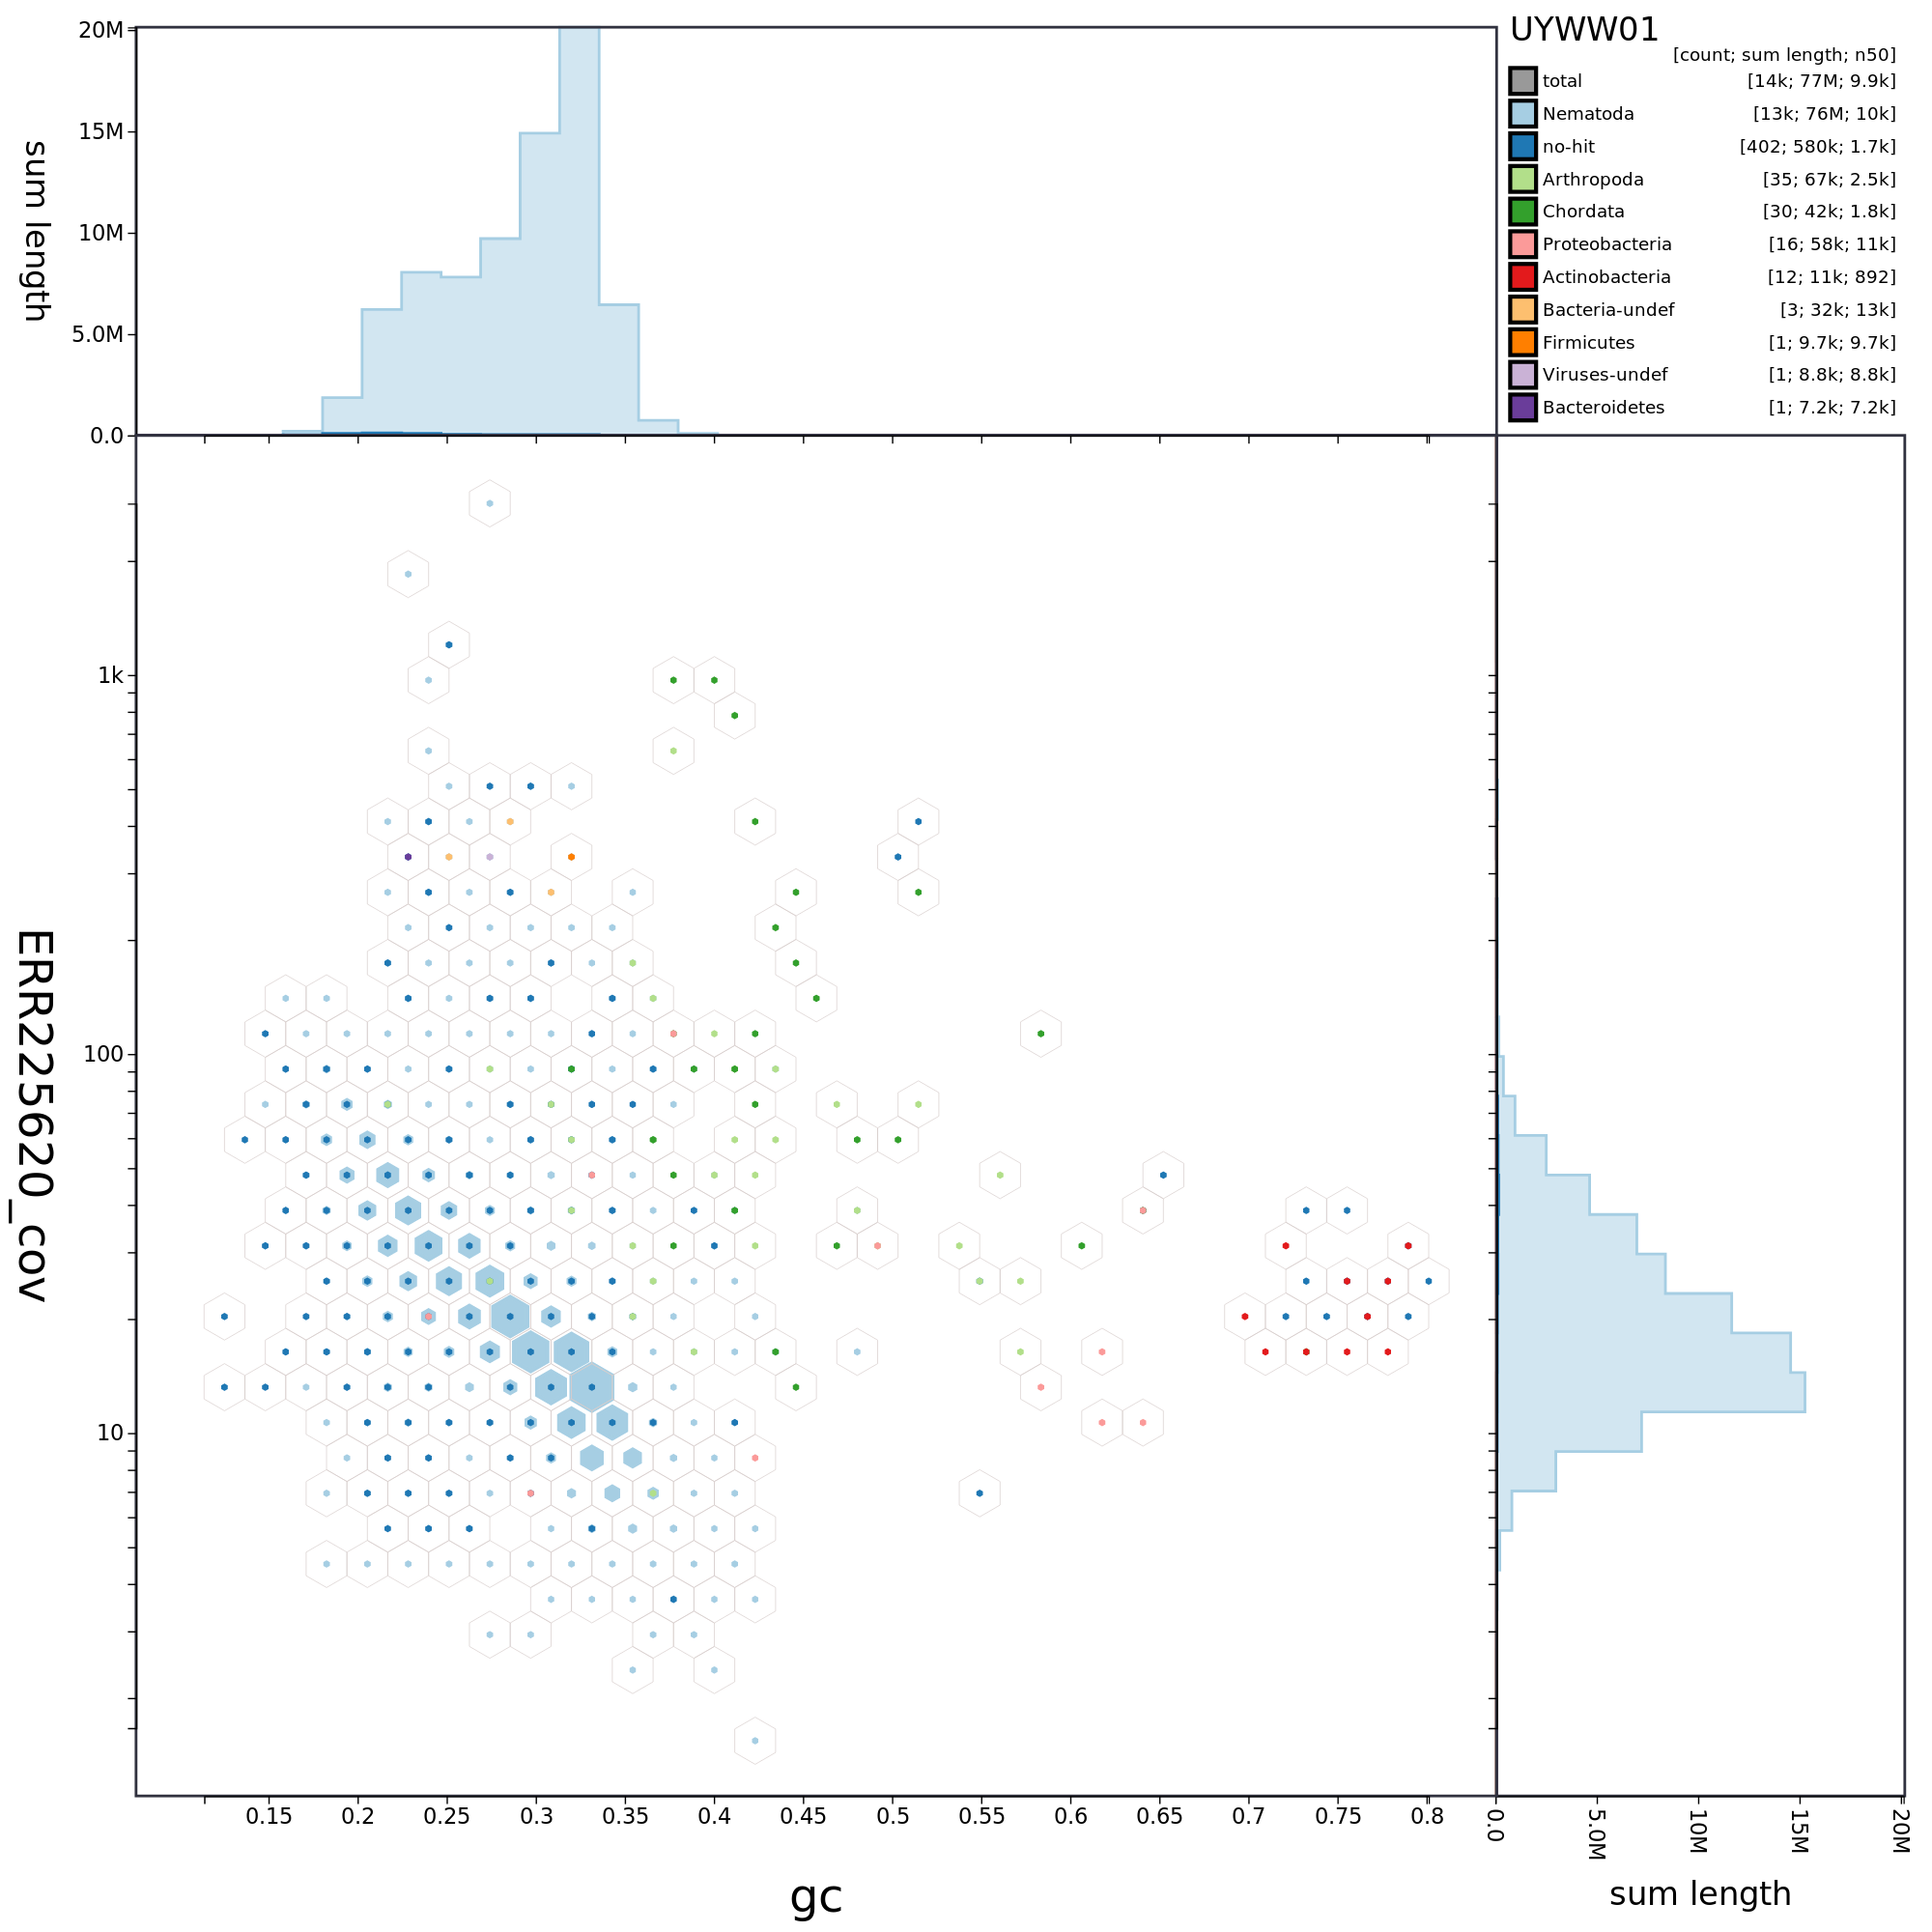 20M
15M
10M
5.0M
0.0
sum length
UYWW01
[count; sum length; n50]
total [14k; 77M; 9.9k]
Nematoda [13k; 76M; 10k]
no-hit [402; 580k; 1.7k]
Arthropoda [35; 67k; 2.5k]
Chordata [30; 42k; 1.8k]
Proteobacteria [16; 58k; 11k]
Actinobacteria [12; 11k; 892]
Bacteria-undef [3; 32k; 13k]
Firmicutes [1; 9.7k; 9.7k]
Viruses-undef [1; 8.8k; 8.8k]
Bacteroidetes [1; 7.2k; 7.2k]
1k
100
10
ERR225620_cov
0.15 0.2 0.25 0.3 0.35 0.4 0.45 0.5 0.55 0.6 0.65 0.7 0.75 0.8
gc
0.0 5.0M 10M 15M 20M
sum length